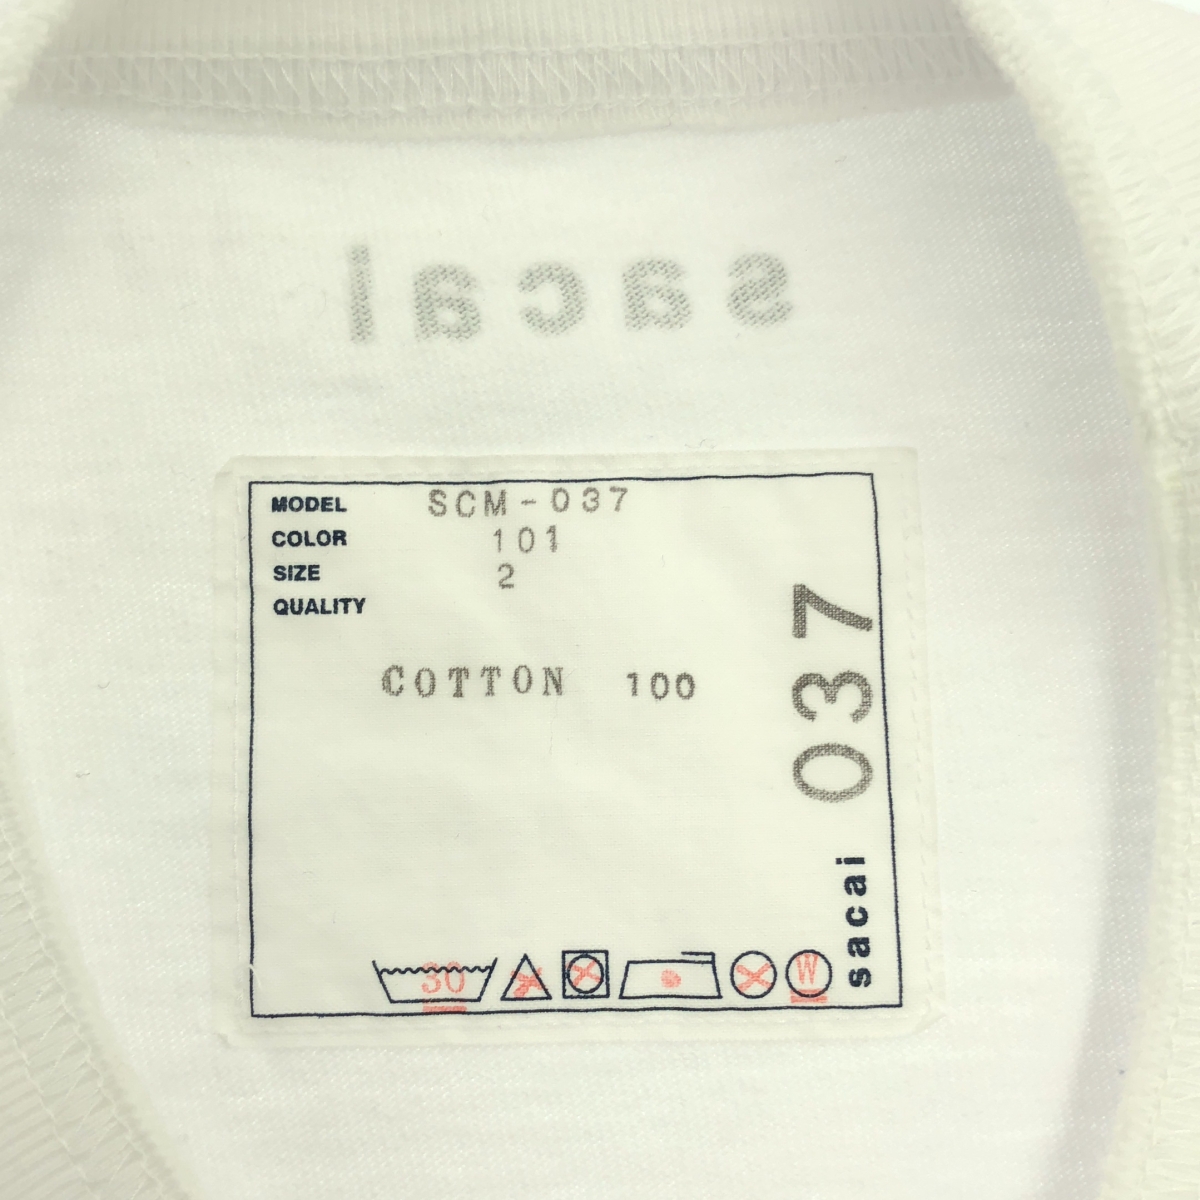 sacai
MODEL SCM-037
COLOR 101
SIZE 2
QUALITY
COTTON 100
sacai 037
30
W